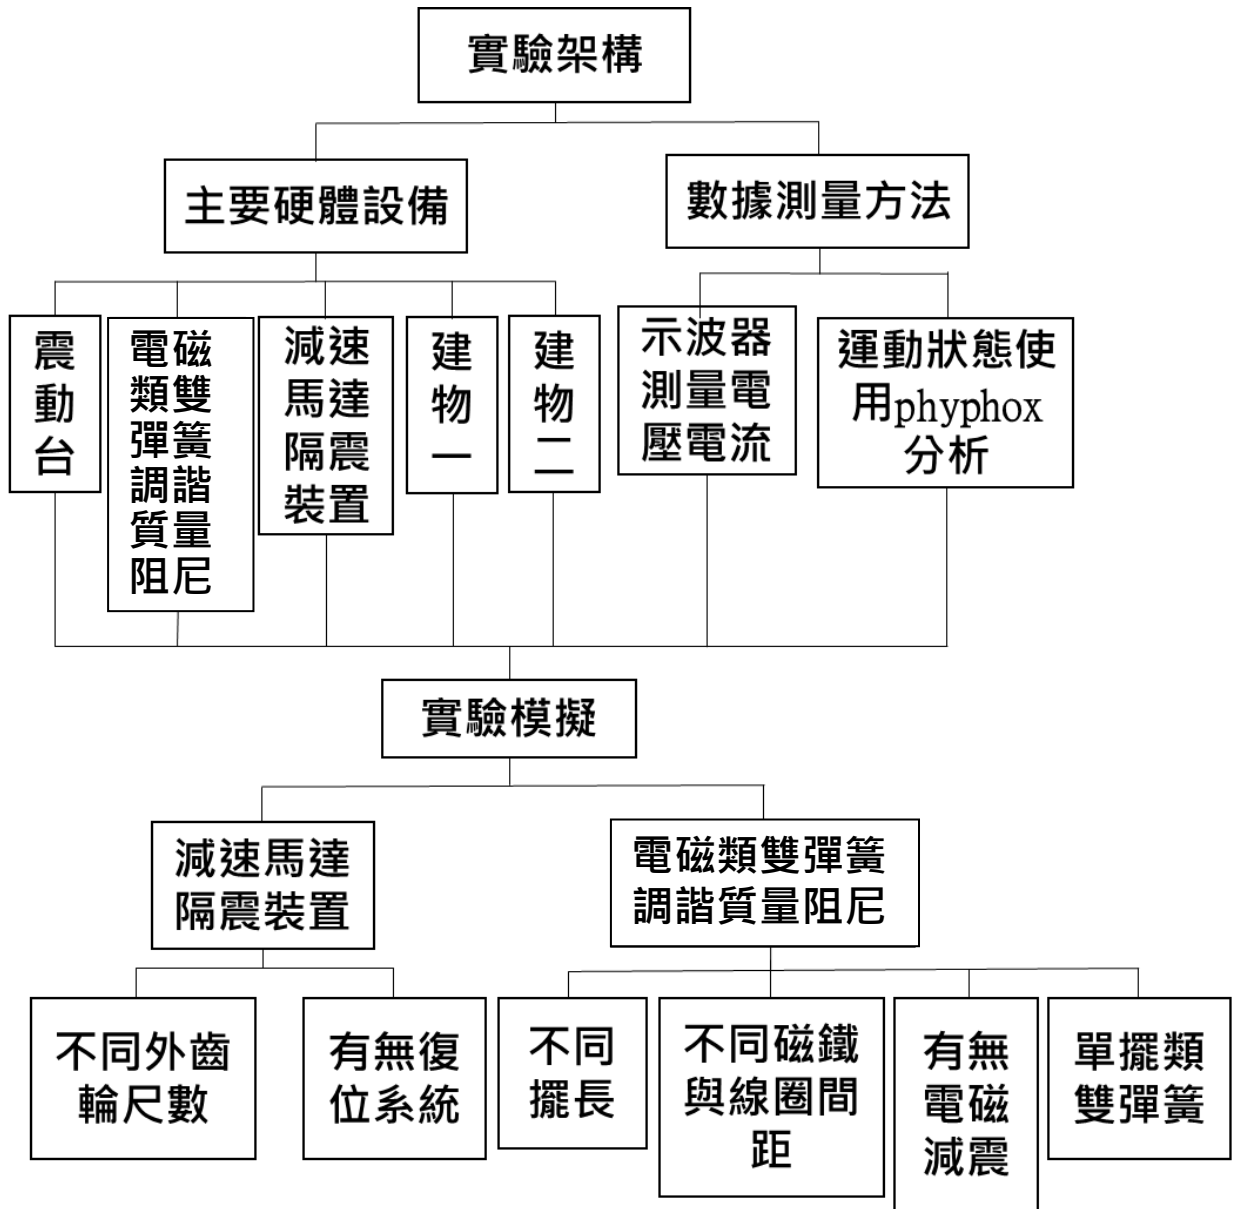 實驗架構
主要硬體設備
數據測量方法
震
動
台
電磁
類雙
彈簧
調諧
質量
阻尼
減速
馬達
隔震
裝置
建
物
一
建
物
二
示波器
測量電
壓電流
運動狀態使
用phyphox
分析
實驗模擬
減速馬達
隔震裝置
電磁類雙彈簧
調諧質量阻尼
不同外齒
輪尺數
有無復
位系統
不同
擺長
不同磁鐵
與線圈間
距
有無
電磁
減震
單擺類
雙彈簧